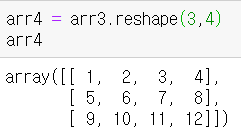 arr4 = arr3.reshape(3,4)
arr4
array([[ 1,  2,  3,  4],
       [ 5,  6,  7,  8],
       [ 9, 10, 11, 12]])